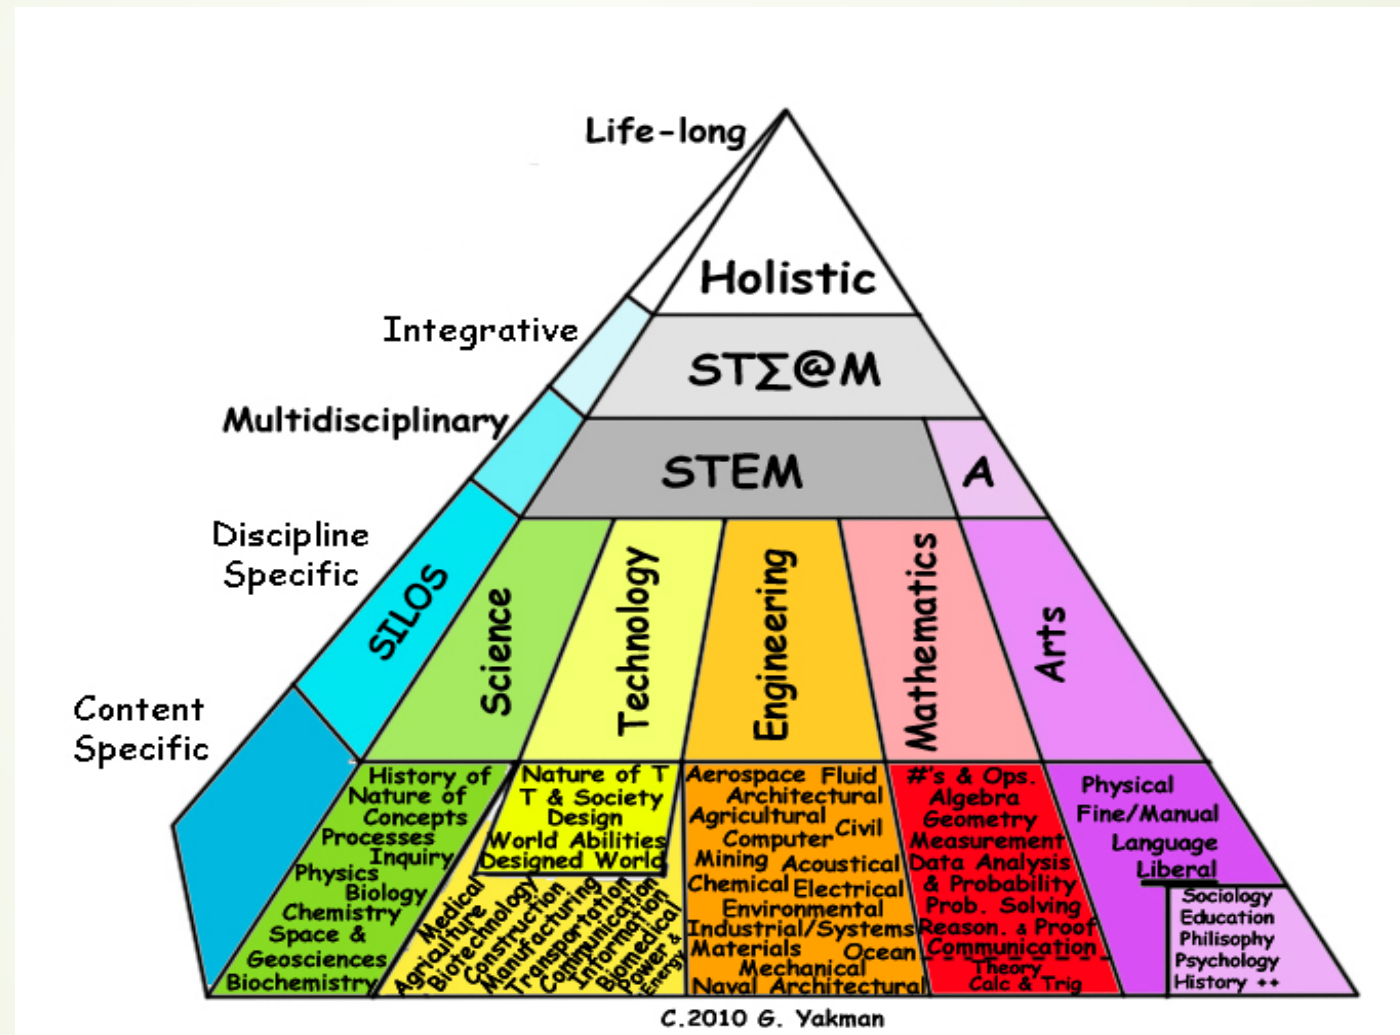 Life-long
Holistic
Integrative
STΣ@M
Multidisciplinary
STEM
A
Discipline
Specific
SILOS
Science
Technology
Engineering
Mathematics
Arts
Content
Specific
History of
Nature of
Concepts
Processes
Inquiry
Physics
Biology
Chemistry
Space &
Geosciences
Biochemistry
Nature of T
T & Society
Design
World Abilities
Designed World
Medical
Agriculture
Biotechnology
Construction
Manufacturing
Transportation
Communication
Information
Biomedical
Power &
Energy
Aerospace Fluid
Architectural
Agricultural
Civil
Computer
Mining Acoustical
Chemical Electrical
Environmental
Industrial/Systems
Materials Ocean
Mechanical
Naval Architectural
#'s & Ops.
Algebra
Geometry
Measurement
Data Analysis
& Probability
Prob. Solving
Reason. & Proof
Communication
Theory
Calc & Trig
Physical
Fine/Manual
Language
Liberal
Sociology
Education
Philisophy
Psychology
History ++
C.2010 G. Yakman